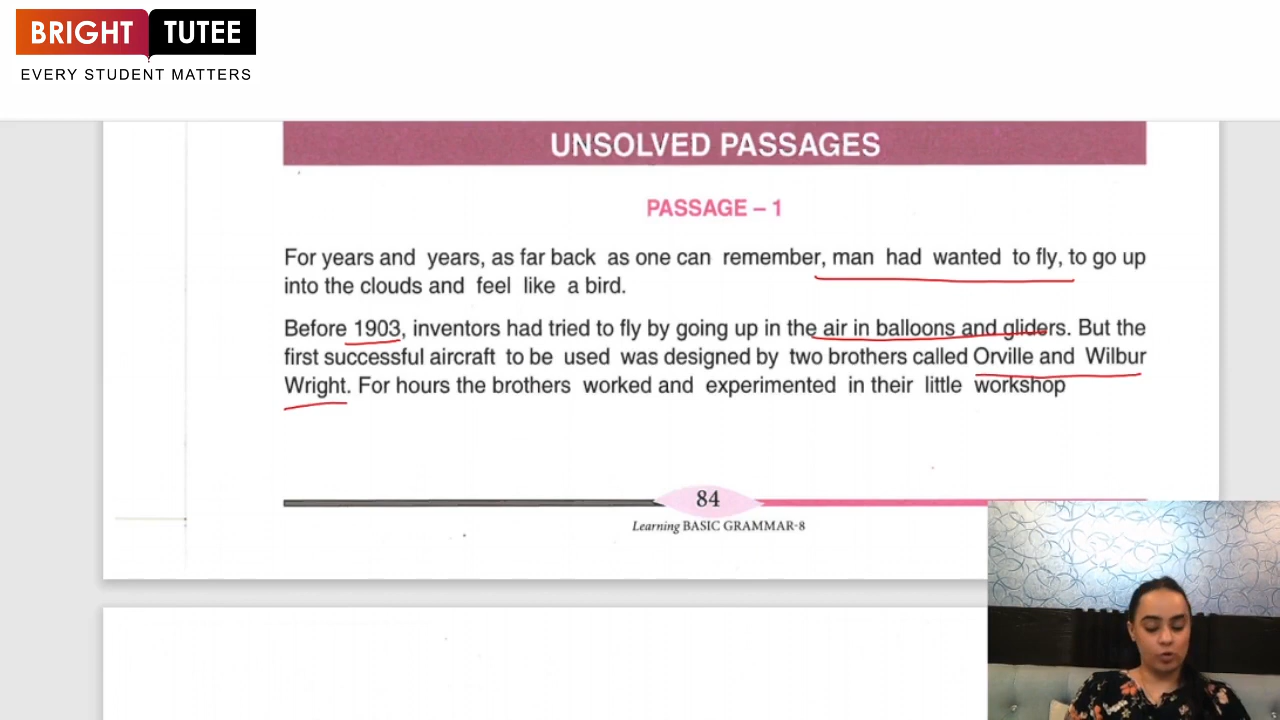 BRIGHT TUTEE
EVERY STUDENT MATTERS
UNSOLVED PASSAGES
PASSAGE – 1
For years and years, as far back as one can remember, man had wanted to fly, to go up
into the clouds and feel like a bird.
Before 1903, inventors had tried to fly by going up in the air in balloons and gliders. But the
first successful aircraft to be used was designed by two brothers called Orville and Wilbur
Wright. For hours the brothers worked and experimented in their little workshop
84
Learning BASIC GRAMMAR-8